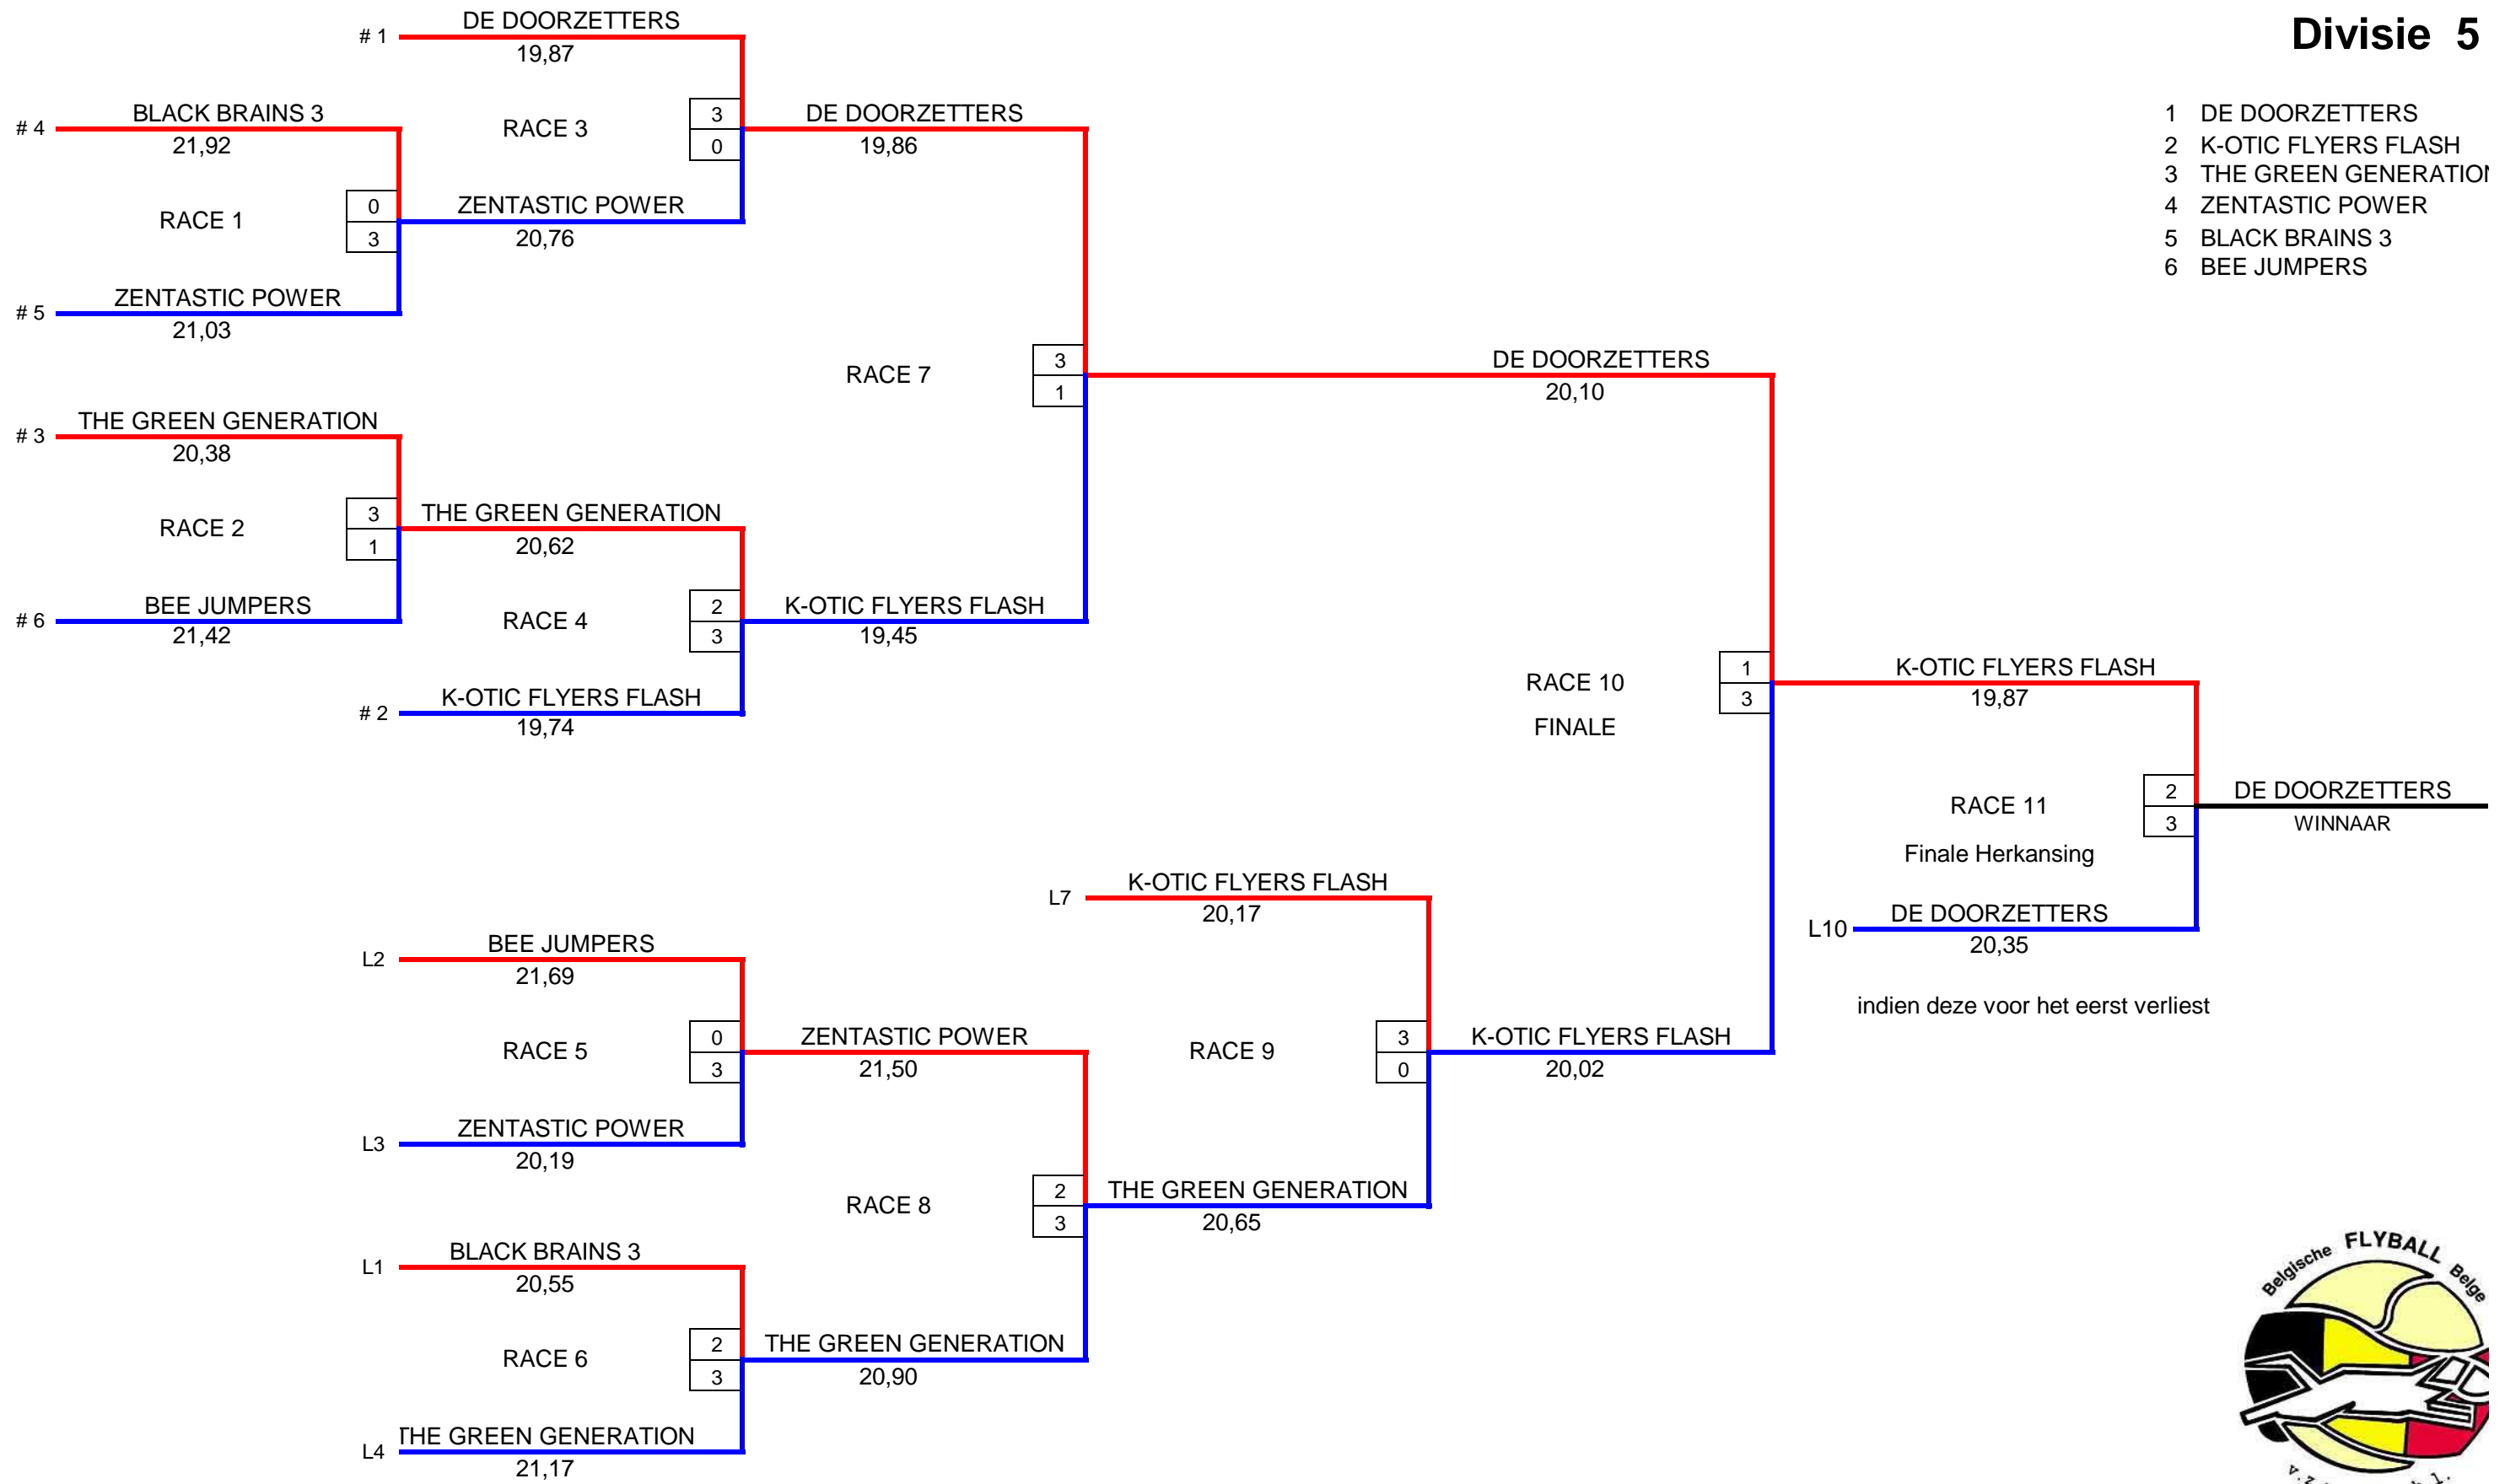 Divisie 5
1 DE DOORZETTERS
2 K-OTIC FLYERS FLASH
3 THE GREEN GENERATION
4 ZENTASTIC POWER
5 BLACK BRAINS 3
6 BEE JUMPERS
# 1 DE DOORZETTERS
19,87
# 4 BLACK BRAINS 3
21,92
RACE 3
3
0
DE DOORZETTERS
19,86
RACE 1
0
3
ZENTASTIC POWER
20,76
# 5 ZENTASTIC POWER
21,03
RACE 7
3
1
DE DOORZETTERS
20,10
# 3 THE GREEN GENERATION
20,38
RACE 2
3
1
THE GREEN GENERATION
20,62
# 6 BEE JUMPERS
21,42
RACE 4
2
3
K-OTIC FLYERS FLASH
19,45
# 2 K-OTIC FLYERS FLASH
19,74
RACE 10
FINALE
1
3
K-OTIC FLYERS FLASH
19,87
RACE 11
Finale Herkansing
2
3
DE DOORZETTERS
WINNAAR
L10 DE DOORZETTERS
20,35
indien deze voor het eerst verliest
L7 K-OTIC FLYERS FLASH
20,17
L2 BEE JUMPERS
21,69
RACE 5
0
3
ZENTASTIC POWER
21,50
RACE 9
3
0
K-OTIC FLYERS FLASH
20,02
L3 ZENTASTIC POWER
20,19
RACE 8
2
3
THE GREEN GENERATION
20,65
L1 BLACK BRAINS 3
20,55
RACE 6
2
3
THE GREEN GENERATION
20,90
L4 THE GREEN GENERATION
21,17
Belgische FLYBALL Belge